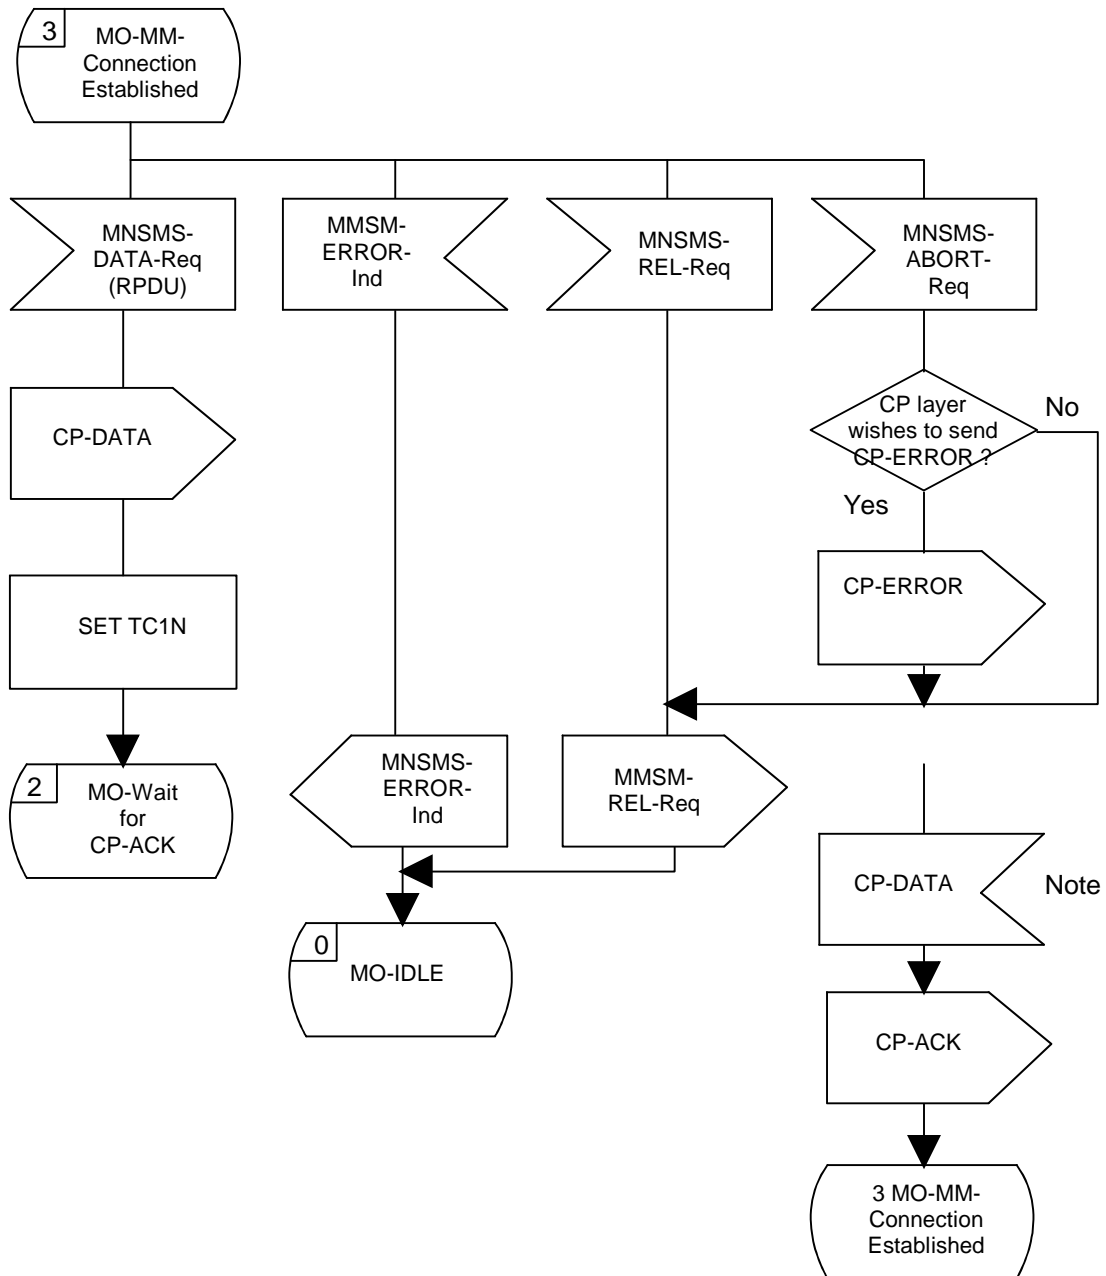 3
MO-MM-
Connection
Established
MNSMS-
DATA-Req
(RPDU)
MMSM-
ERROR-
Ind
MNSMS-
REL-Req
MNSMS-
ABORT-
Req
CP-DATA
CP layer
wishes to send
CP-ERROR ?
No
Yes
SET TC1N
CP-ERROR
2
MO-Wait
for
CP-ACK
MNSMS-
ERROR-
Ind
MMSM-
REL-Req
CP-DATA
Note
0
MO-IDLE
CP-ACK
3 MO-MM-
Connection
Established